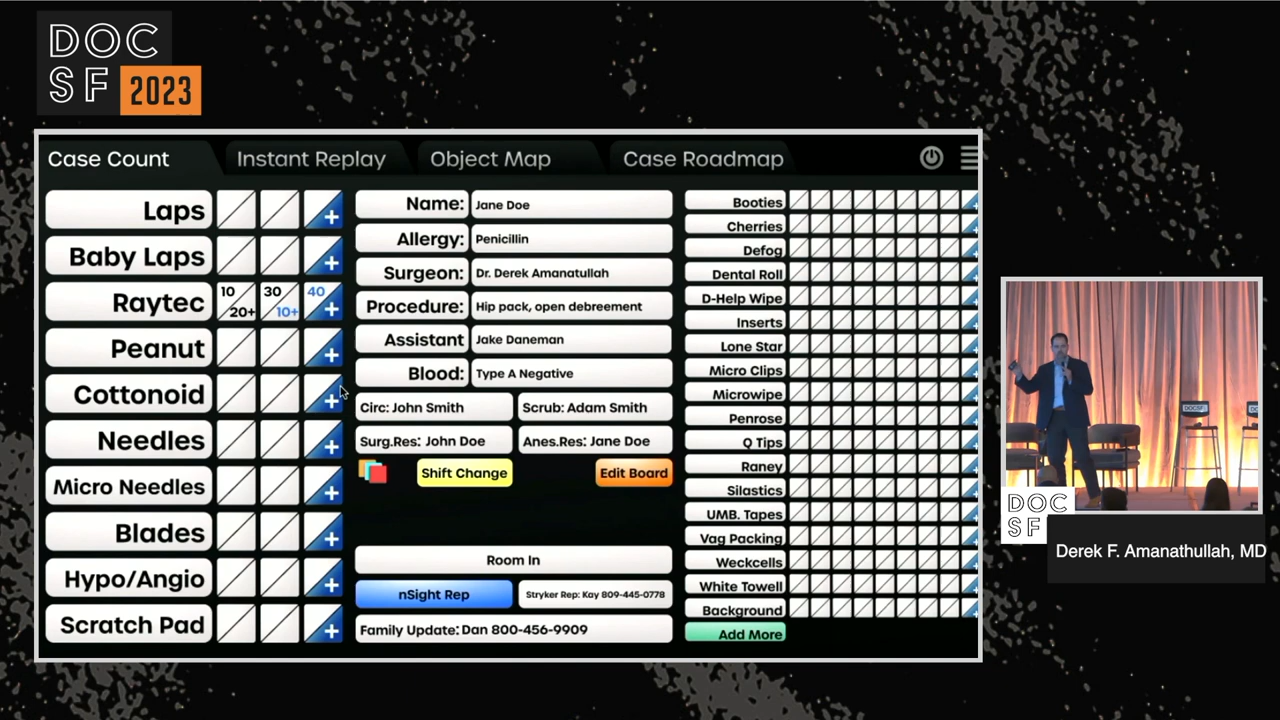 DOC
SF 2023
Case Count
Instant Replay
Object Map
Case Roadmap
Laps
+
Baby Laps
+
Raytec
10 20+
30 10+
40 +
Peanut
+
Cottonoid
+
Needles
+
Micro Needles
+
Blades
+
Hypo/Angio
+
Scratch Pad
+
Name: Jane Doe
Allergy: Penicillin
Surgeon: Dr. Derek Amanatullah
Procedure: Hip pack, open debreement
Assistant Jake Daneman
Blood: Type A Negative
Circ: John Smith
Scrub: Adam Smith
Surg.Res: John Doe
Anes.Res: Jane Doe
Shift Change
Edit Board
Room In
nSight Rep
Stryker Rep: Kay 809-445-0778
Family Update: Dan 800-456-9909
Booties
Cherries
Defog
Dental Roll
D-Help Wipe
Inserts
Lone Star
Micro Clips
Microwipe
Penrose
Q Tips
Raney
Silastics
UMB. Tapes
Vag Packing
Weckcells
White Towell
Background
Add More
DOCSF
DOC
SF
Derek F. Amanathullah, MD